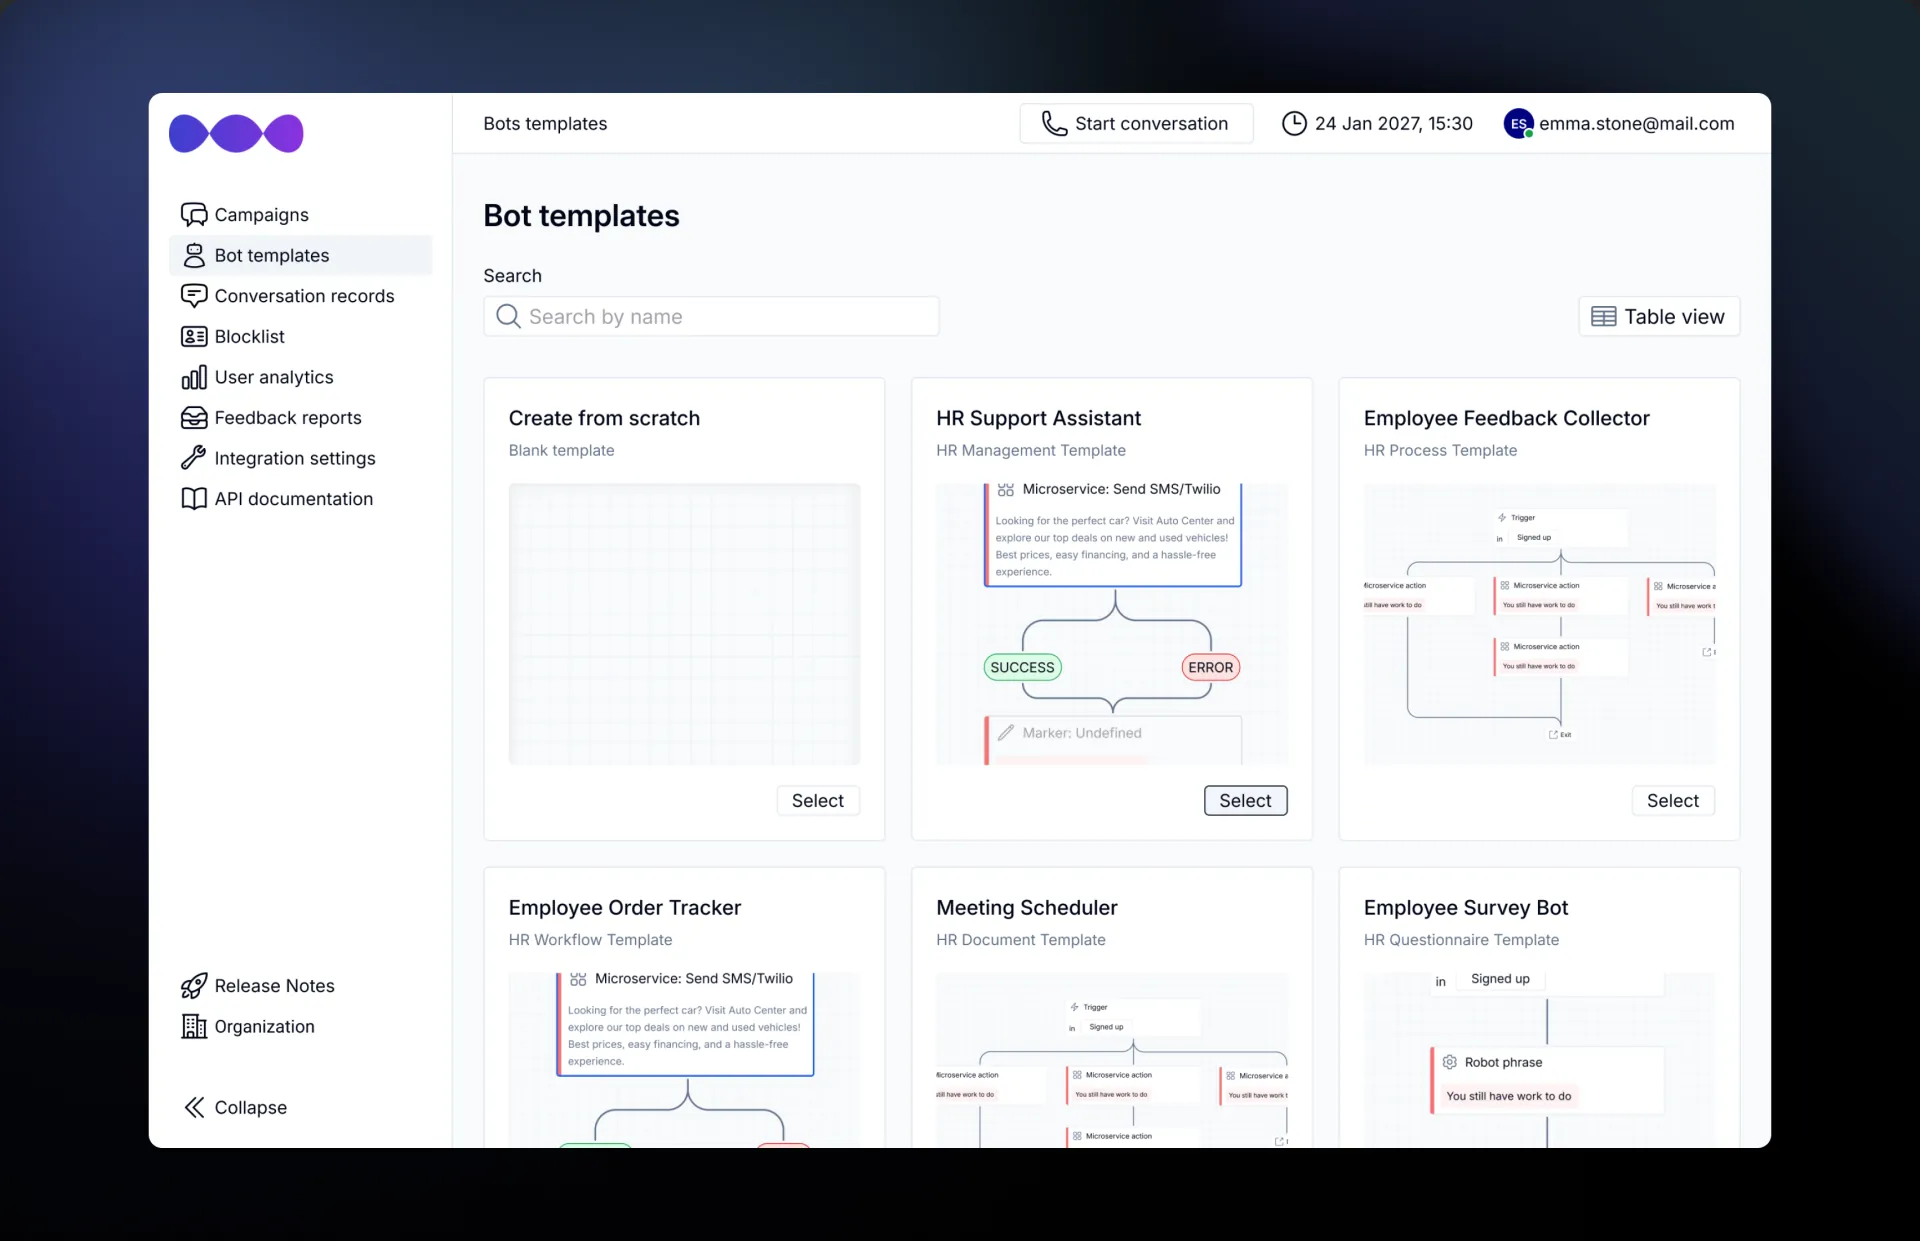 Bots templates
Start conversation
24 Jan 2027, 15:30
ES
emma.stone@mail.com
Campaigns
Bot templates
Conversation records
Blocklist
User analytics
Feedback reports
Integration settings
API documentation
Release Notes
Organization
Collapse
Bot templates
Search
Search by name
Table view
Create from scratch
Blank template
Select
HR Support Assistant
HR Management Template
Microservice: Send SMS/Twilio
Looking for the perfect car? Visit Auto Center and
explore our top deals on new and used vehicles!
Best prices, easy financing, and a hassle-free
experience.
SUCCESS
ERROR
Marker: Undefined
Select
Employee Feedback Collector
HR Process Template
Trigger
in Signed up
action
still have work to do
Microservice action
You still have work to do
Microservice
You still have work
Microservice action
You still have work to do
Exit
Select
Employee Order Tracker
HR Workflow Template
Microservice: Send SMS/Twilio
Looking for the perfect car? Visit Auto Center and
explore our top deals on new and used vehicles!
Best prices, easy financing, and a hassle-free
experience.
Meeting Scheduler
HR Document Template
Trigger
in Signed up
action
still have work to do
Microservice action
You still have work to do
Microservice
You still have work
Microservice action
Employee Survey Bot
HR Questionnaire Template
in Signed up
Robot phrase
You still have work to do